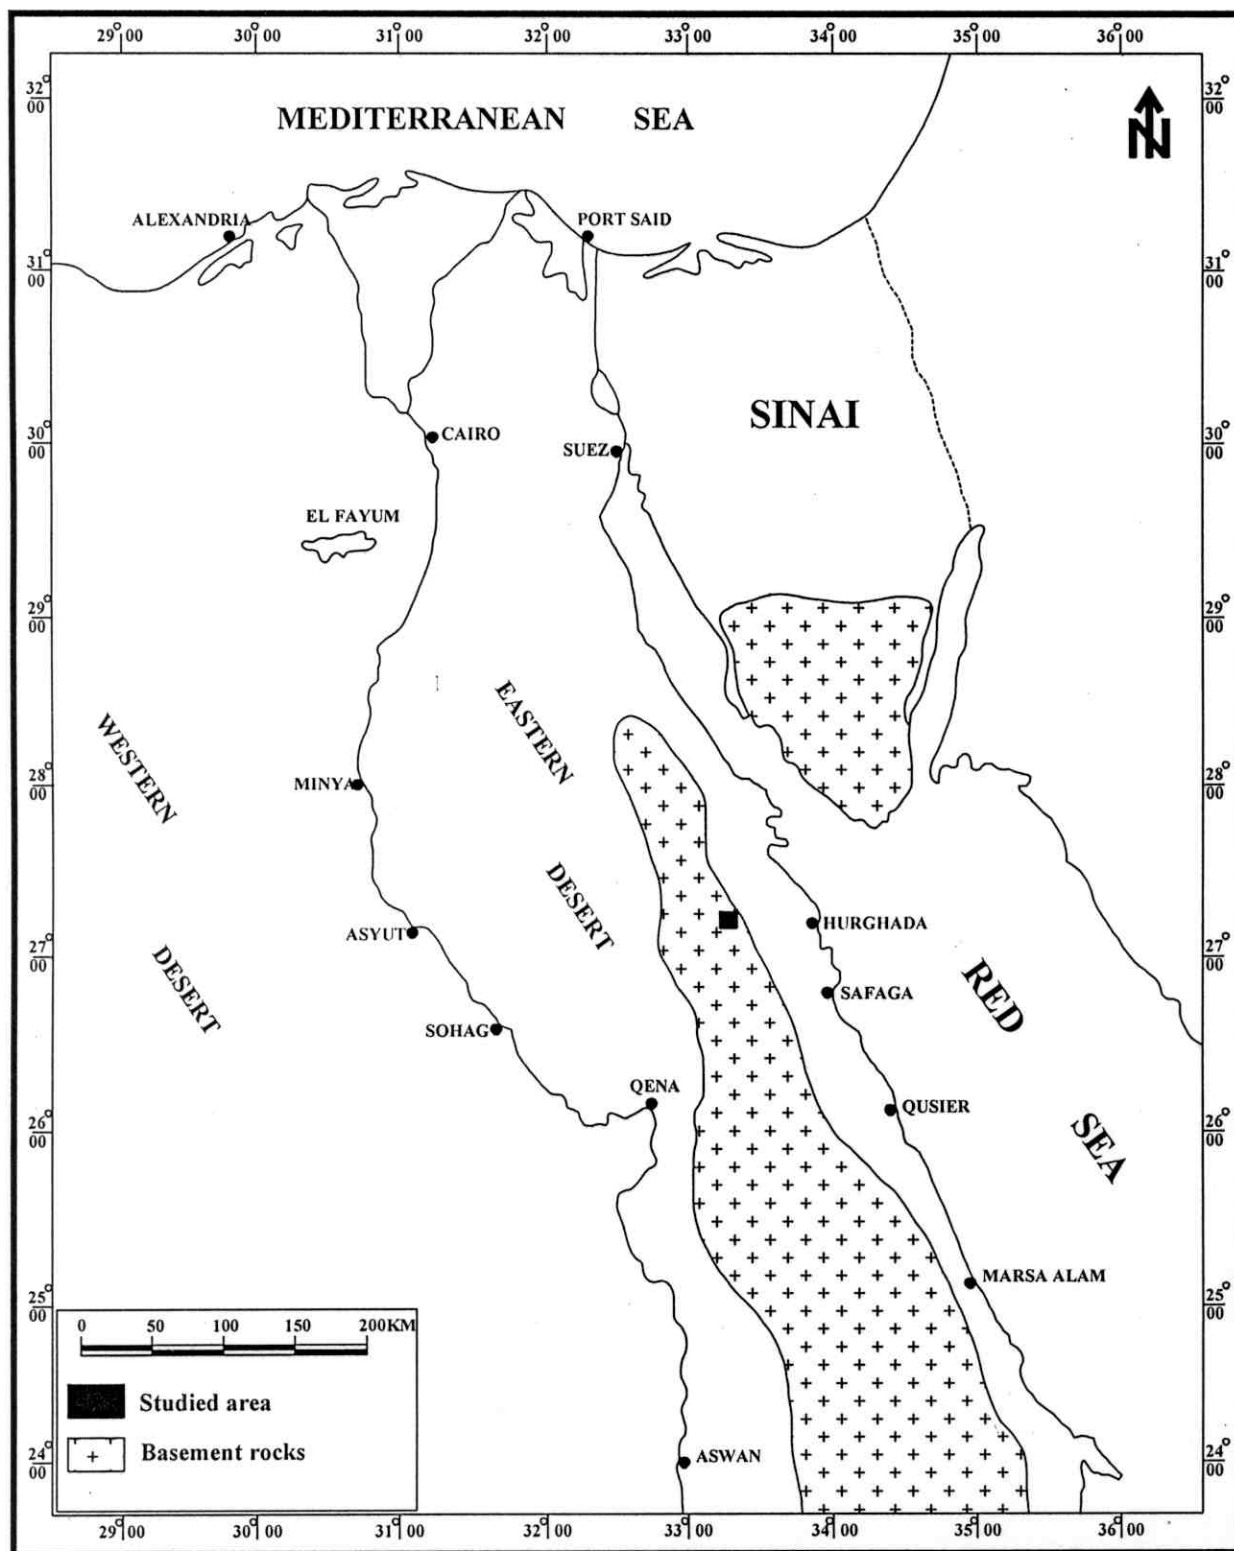 29°00 30°00 31°00 32°00 33°00 34°00 35°00 36°00
32°00 32°00
MEDITERRANEAN SEA
N
ALEXANDRIA PORT SAID
31°00 31°00
SINAI
30°00 CAIRO SUEZ 30°00
EL FAYUM
29°00 29°00
WESTERN
DESERT
EASTERN
DESERT
28°00 MINYA 28°00
HURGHADA
ASYUT
27°00 27°00
RED
SEA
SAFAGA
SOHAG
QENA
QUSIER
26°00 26°00
MARSA ALAM
25°00 25°00
0 50 100 150 200KM
Studied area
Basement rocks
ASWAN
24°00 24°00
29°00 30°00 31°00 32°00 33°00 34°00 35°00 36°00